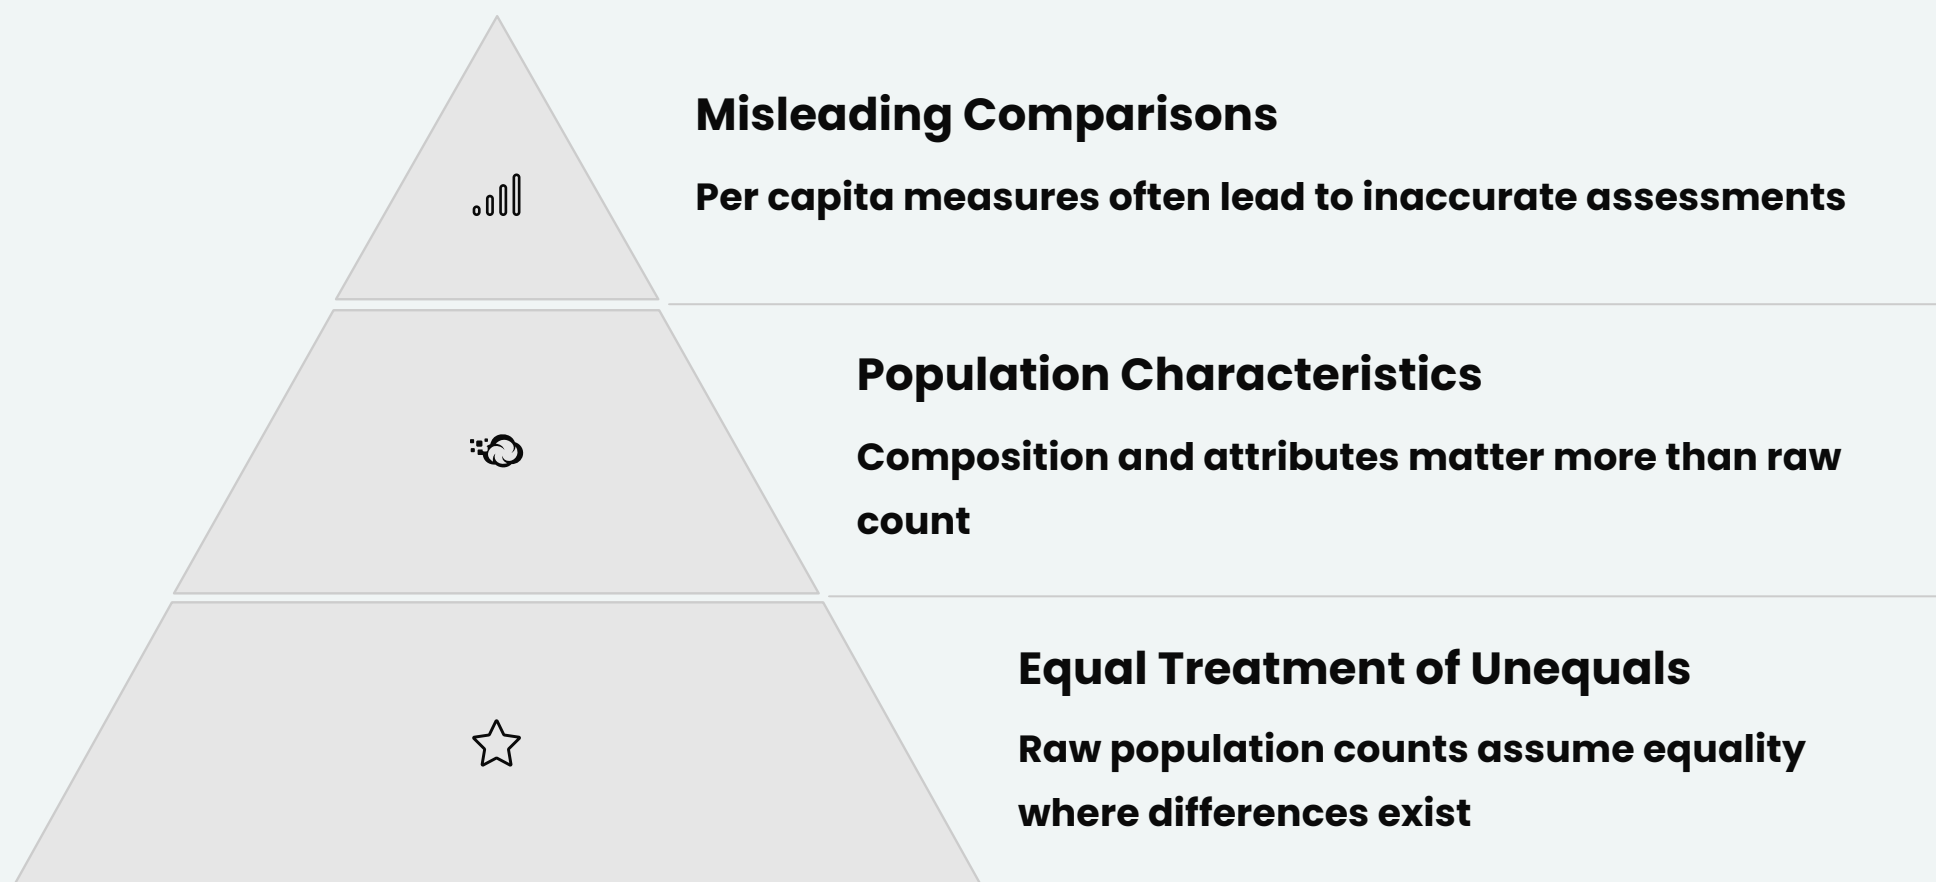 Misleading Comparisons
Per capita measures often lead to inaccurate assessments
Population Characteristics
Composition and attributes matter more than raw
count
Equal Treatment of Unequals
Raw population counts assume equality
where differences exist